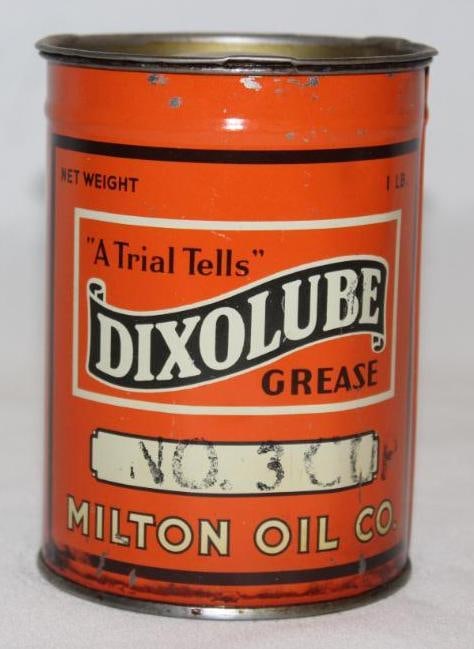 NET WEIGHT 1 LB.
"A Trial Tells"
DIXOLUBE
GREASE
NO. 3
MILTON OIL CO.